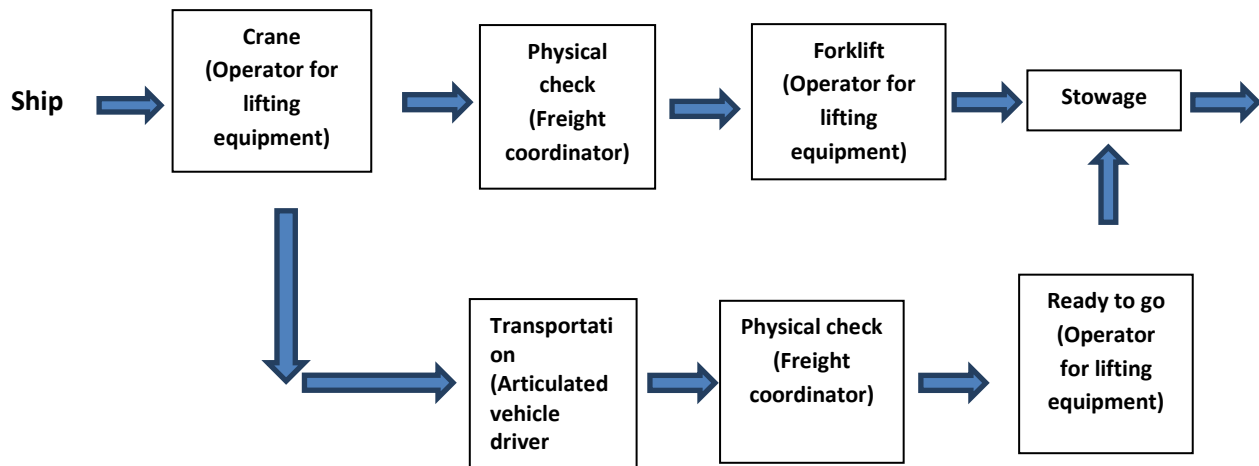 Ship
Crane
(Operator for
lifting
equipment)
Physical
check
(Freight
coordinator)
Forklift
(Operator for
lifting
equipment)
Stowage
Transportati
on
(Articulated
vehicle
driver
Physical check
(Freight
coordinator)
Ready to go
(Operator
for lifting
equipment)